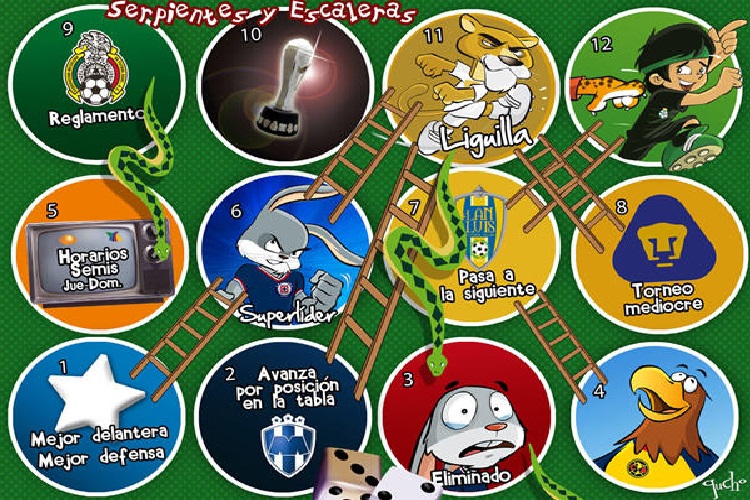 Serpientes y Escaleras
9
Reglamento
10
11
Liguilla
12
5
Horarios
Semis
Jue-Dom.
6
Superlíder
7
SAN
LUIS
Pasa a
la siguiente
8
Torneo
mediocre
1
Mejor delantera
Mejor defensa
2
Avanza
por posición
en la tabla
3
Eliminado
4
qucho